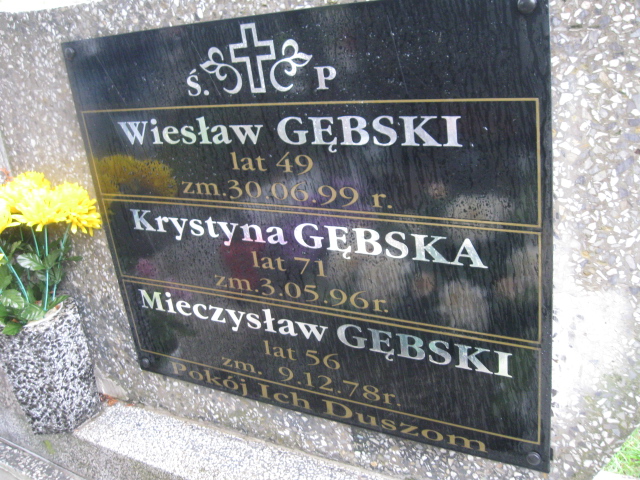 Ś. P
Wiesław GĘBSKI
lat 49
zm.30.06.99 r.
Krystyna GĘBSKA
lat 71
zm.3.05.96r.
Mieczysław GĘBSKI
lat 56
zm. 9.12.78r.
Pokój Ich Duszom